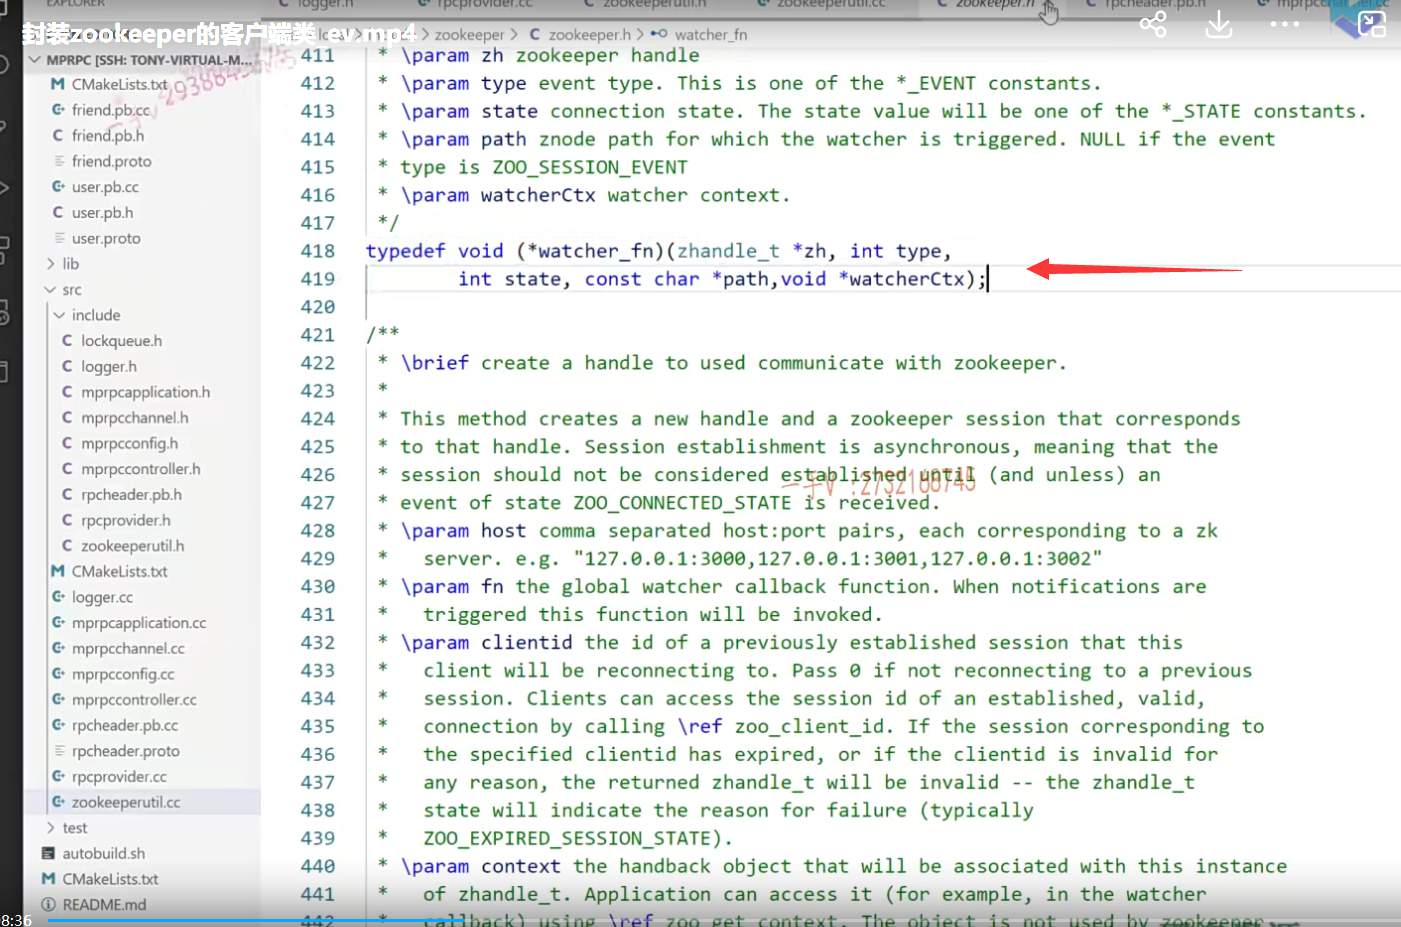 EXPLORER
logger.h
rpcprovider.cc
zookeeperutil.h
zookeeperutil.cc
zookeeper.h
rpcheader.pb.h
封装zookeeper的客户端类_ev.mp4
zookeeper > C zookeeper.h > watcher_fn
MPRPC [SSH: TONY-VIRTUAL-M...
CMakeLists.txt
friend.pb.cc
friend.pb.h
friend.proto
user.pb.cc
user.pb.h
user.proto
lib
src
include
lockqueue.h
logger.h
mprpcapplication.h
mprpcchannel.h
mprpcconfig.h
mprpccontroller.h
rpcheader.pb.h
rpcprovider.h
zookeeperutil.h
CMakeLists.txt
logger.cc
mprpcapplication.cc
mprpcchannel.cc
mprpcconfig.cc
mprpccontroller.cc
rpcheader.pb.cc
rpcheader.proto
rpcprovider.cc
zookeeperutil.cc
test
autobuild.sh
CMakeLists.txt
README.md
8:36
411 * \param zh zookeeper handle
412 * \param type event type. This is one of the *_EVENT constants.
413 * \param state connection state. The state value will be one of the *_STATE constants.
414 * \param path znode path for which the watcher is triggered. NULL if the event
415 * type is ZOO_SESSION_EVENT
416 * \param watcherCtx watcher context.
417 */
418 typedef void (*watcher_fn)(zhandle_t *zh, int type,
419 int state, const char *path,void *watcherCtx);
420
421 /**
422 * \brief create a handle to used communicate with zookeeper.
423 *
424 * This method creates a new handle and a zookeeper session that corresponds
425 * to that handle. Session establishment is asynchronous, meaning that the
426 * session should not be considered established until (and unless) an
427 * event of state ZOO_CONNECTED_STATE is received.
428 * \param host comma separated host:port pairs, each corresponding to a zk
429 * server. e.g. "127.0.0.1:3000,127.0.0.1:3001,127.0.0.1:3002"
430 * \param fn the global watcher callback function. When notifications are
431 * triggered this function will be invoked.
432 * \param clientid the id of a previously established session that this
433 * client will be reconnecting to. Pass 0 if not reconnecting to a previous
434 * session. Clients can access the session id of an established, valid,
435 * connection by calling \ref zoo_client_id. If the session corresponding to
436 * the specified clientid has expired, or if the clientid is invalid for
437 * any reason, the returned zhandle_t will be invalid -- the zhandle_t
438 * state will indicate the reason for failure (typically
439 * ZOO_EXPIRED_SESSION_STATE).
440 * \param context the handback object that will be associated with this instance
441 * of zhandle_t. Application can access it (for example, in the watcher
442 * callback) using \ref zoo_get_context. The object is not used by zookeeper
一手V:2732168745